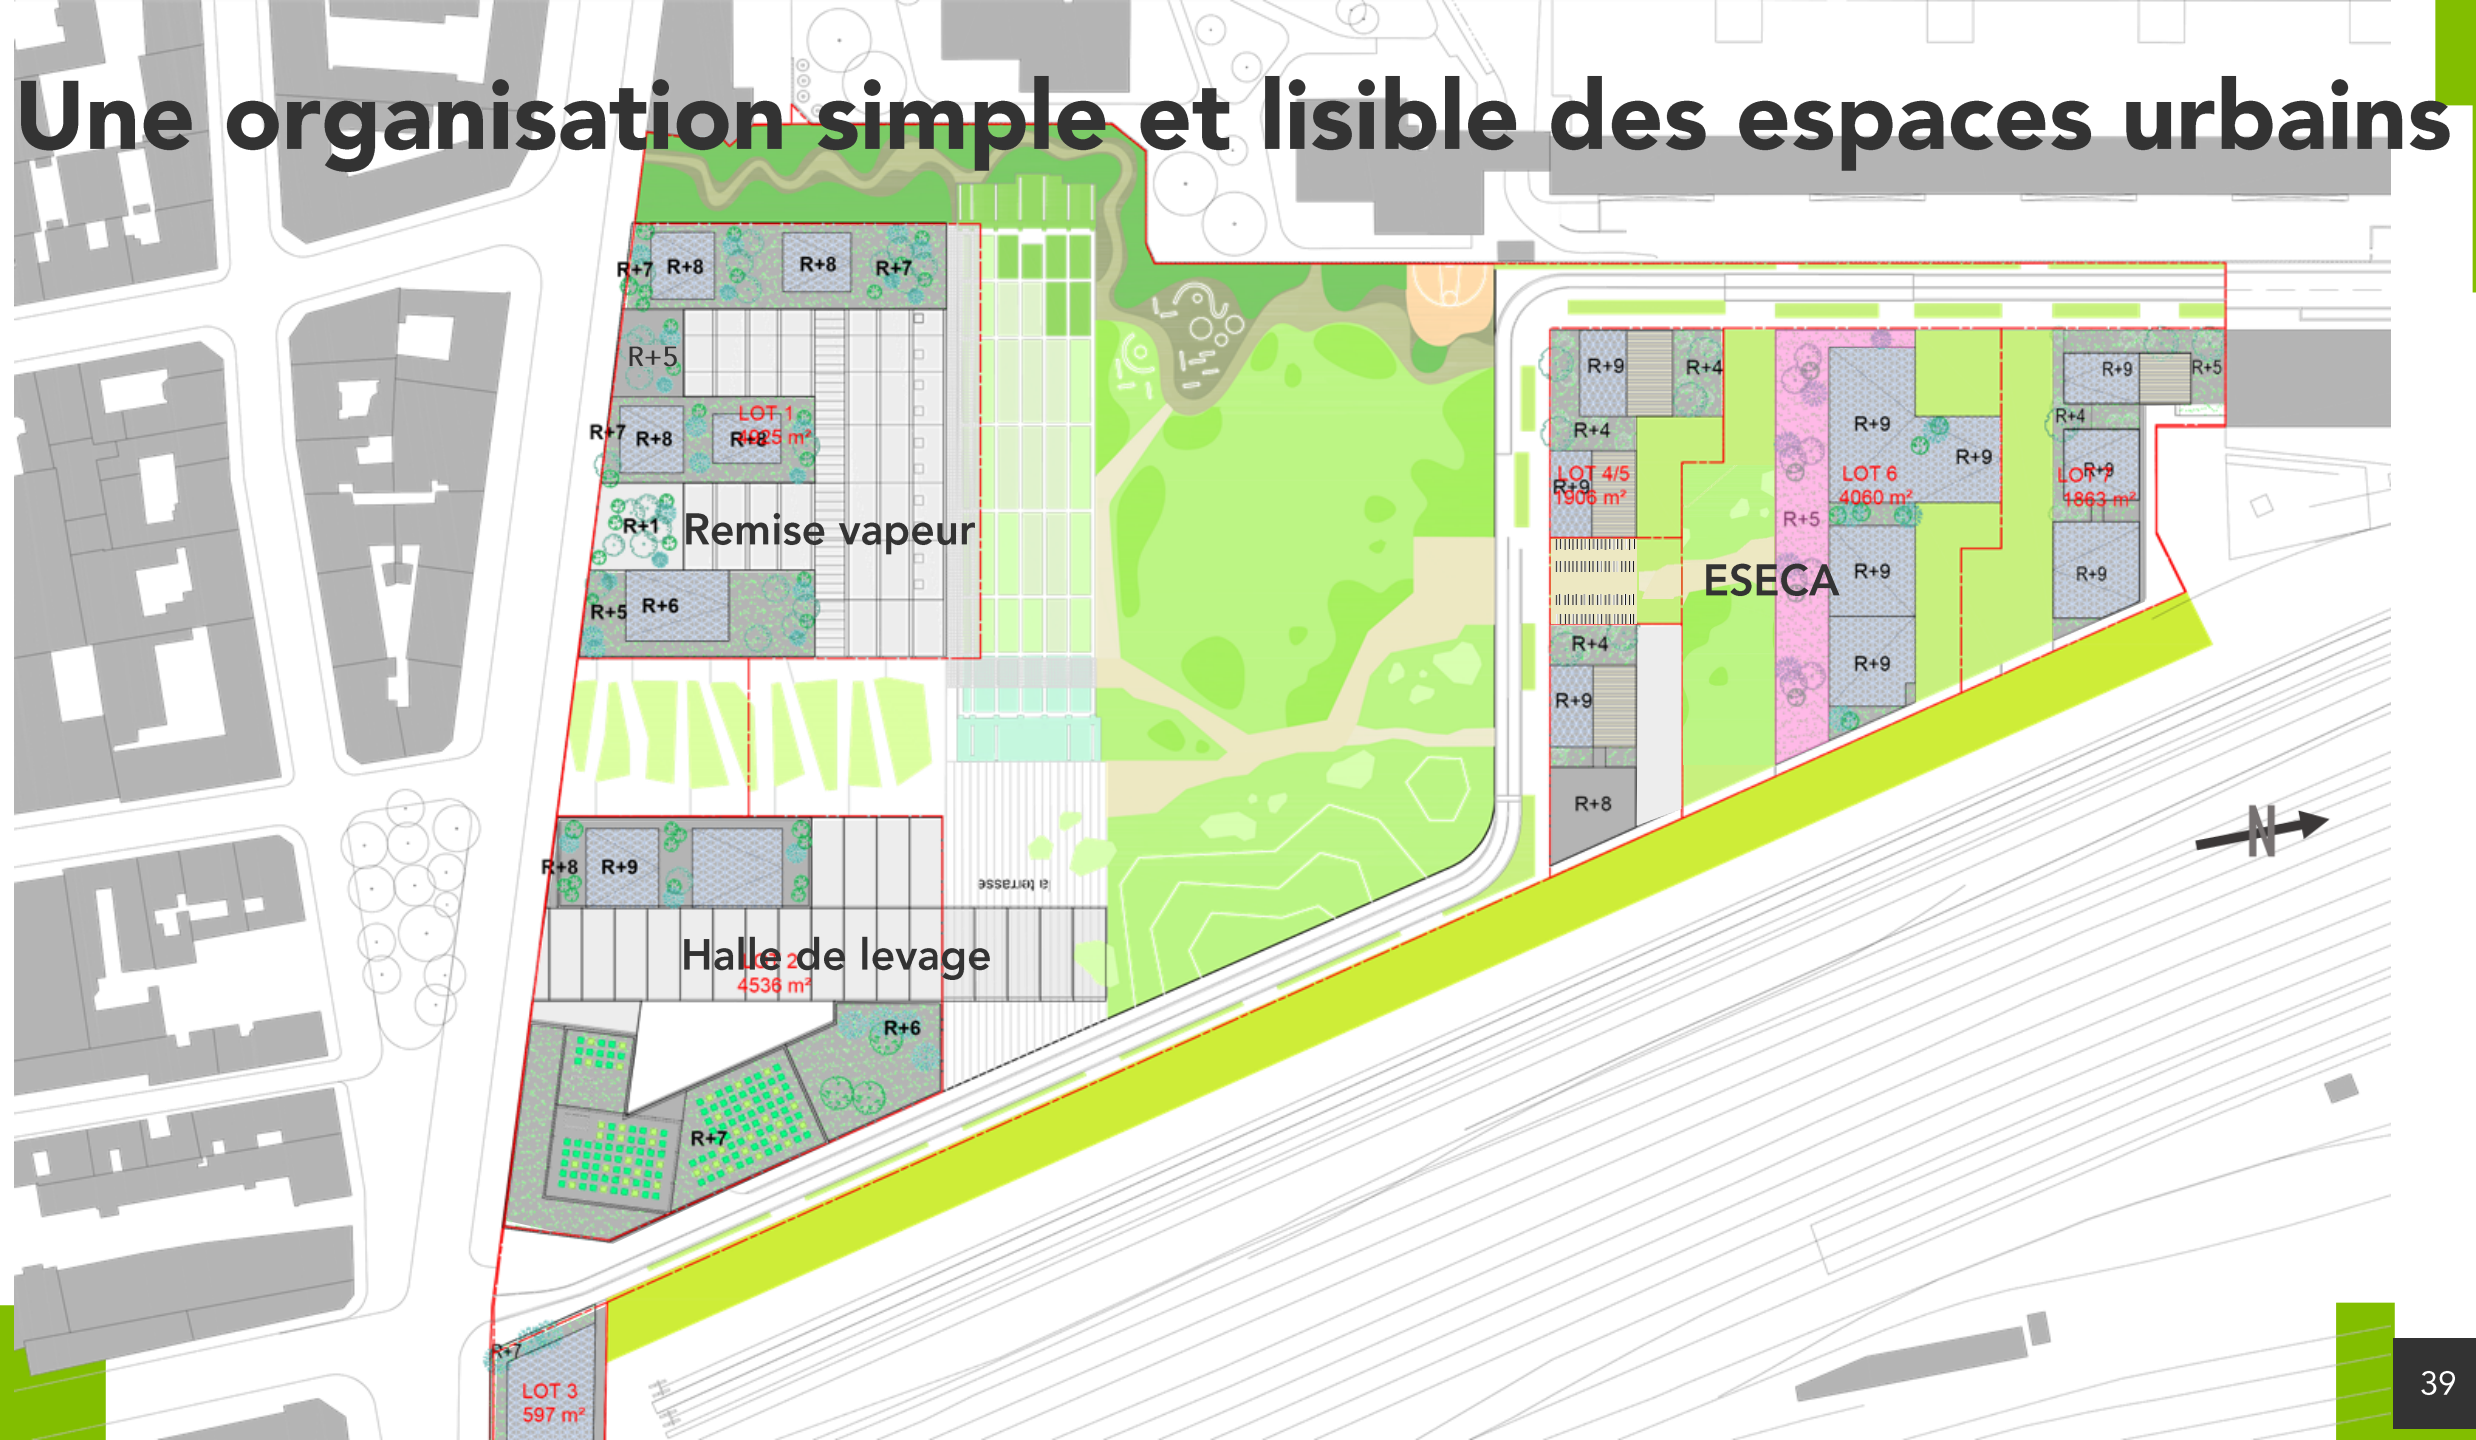 Une organisation simple et lisible des espaces urbains
R+7
R+8
R+8
R+7
R+5
R+7
R+8
R+8
LOT 1
R+1
Remise vapeur
R+5
R+6
R+8
R+9
la terrasse
Halle de levage
LOT 2
4536 m²
R+6
R+7
R+7
LOT 3
597 m²
R+9
R+4
R+4
LOT 4/5
1906 m²
R+9
R+4
R+9
R+8
ESECA
R+5
R+9
R+9
LOT 6
4060 m²
R+9
R+9
R+9
R+5
R+4
R+9
LOT 7
1863 m²
R+9
N
39